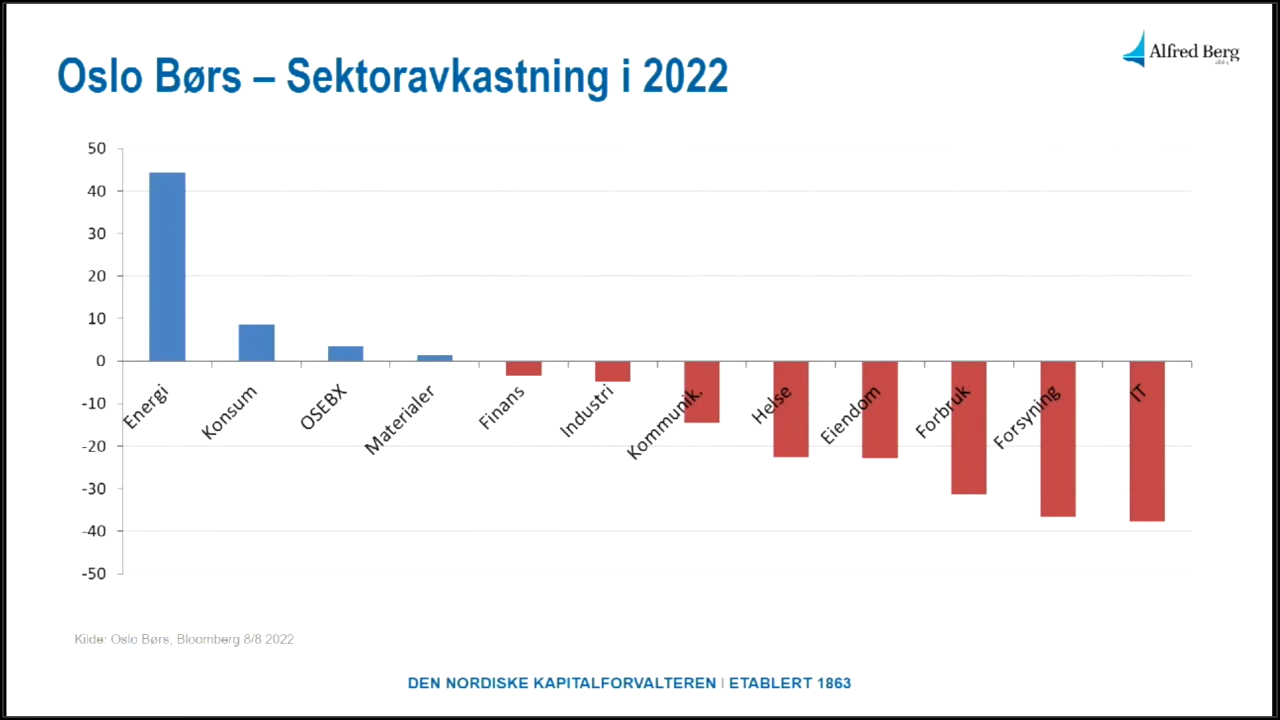 Oslo Børs – Sektoravkastning i 2022
Alfred Berg
50
40
30
20
10
0
-10
-20
-30
-40
-50
Energi
Konsum
OSEBX
Materialer
Finans
Industri
Kommunik.
Helse
Eiendom
Forbruk
Forsyning
IT
Kilde: Oslo Børs, Bloomberg 8/8 2022
DEN NORDISKE KAPITALFORVALTEREN | ETABLERT 1863